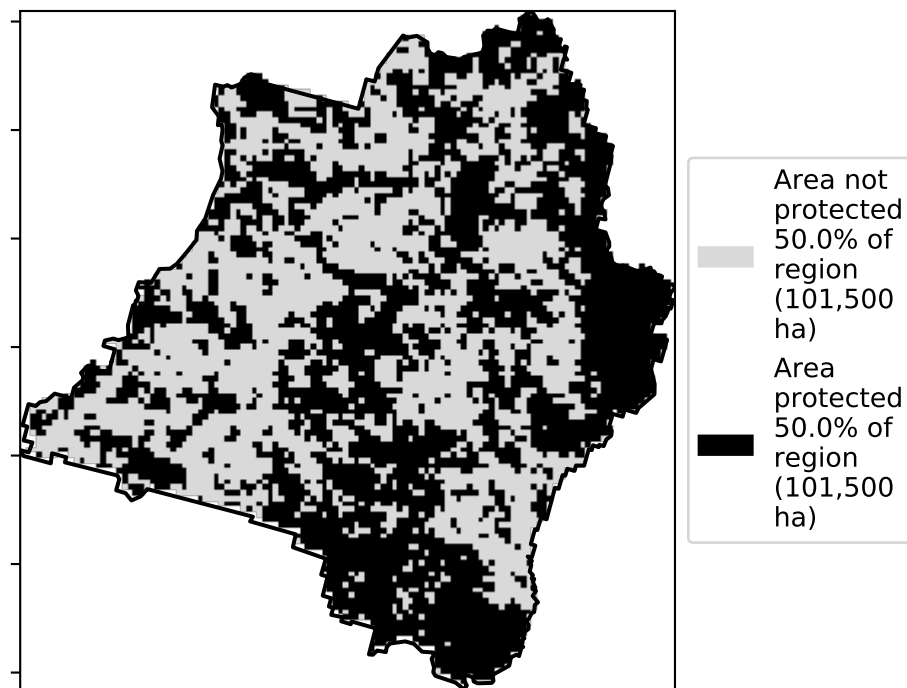 Area not
protected
50.0% of
region
(101,500
ha)
Area
protected
50.0% of
region
(101,500
ha)